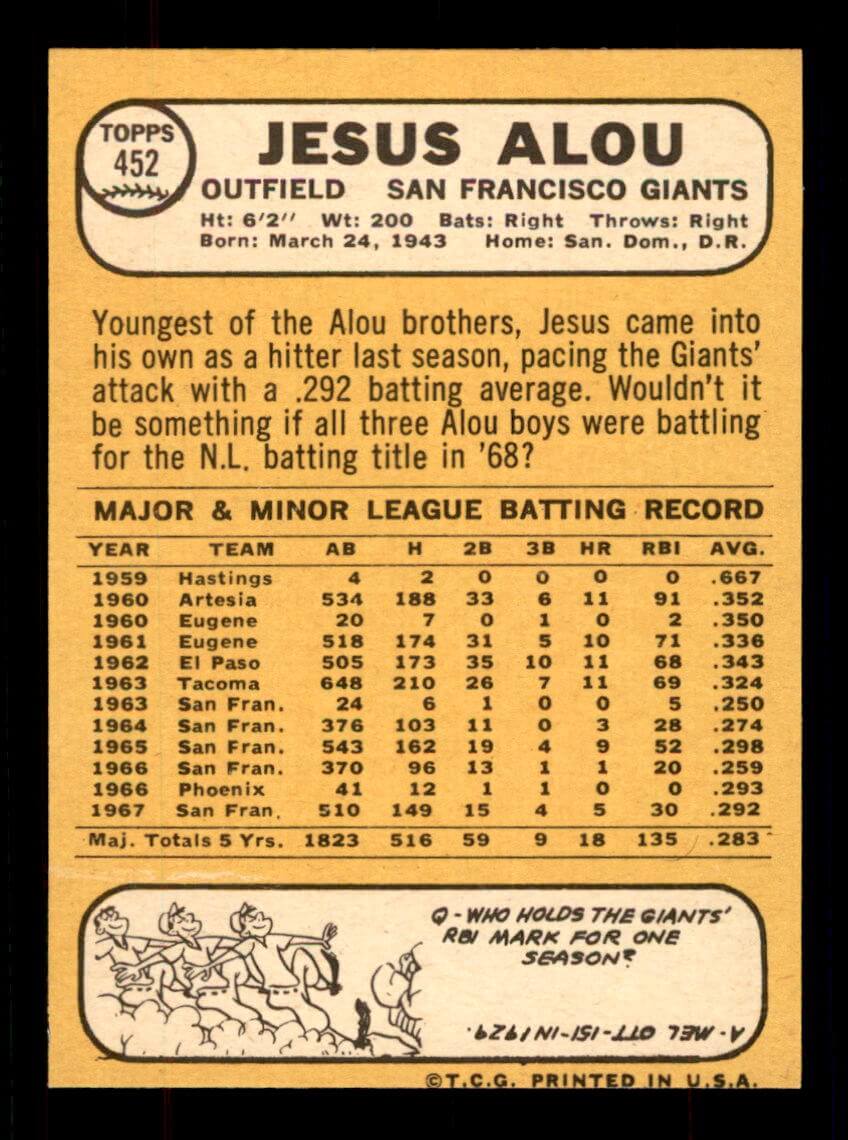 TOPPS
452
JESUS ALOU
OUTFIELD SAN FRANCISCO GIANTS
Ht: 6'2'' Wt: 200 Bats: Right Throws: Right
Born: March 24, 1943 Home: San. Dom., D.R.
Youngest of the Alou brothers, Jesus came into
his own as a hitter last season, pacing the Giants'
attack with a .292 batting average. Wouldn't it
be something if all three Alou boys were battling
for the N.L. batting title in '68?
MAJOR & MINOR LEAGUE BATTING RECORD
YEAR TEAM AB H 2B 3B HR RBI AVG.
1959 Hastings 4 2 0 0 0 0 .667
1960 Artesia 534 188 33 6 11 91 .352
1960 Eugene 20 7 0 1 0 2 .350
1961 Eugene 518 174 31 5 10 71 .336
1962 El Paso 505 173 35 10 11 68 .343
1963 Tacoma 648 210 26 7 11 69 .324
1963 San Fran. 24 6 1 0 0 5 .250
1964 San Fran. 376 103 11 0 3 28 .274
1965 San Fran. 543 162 19 4 9 52 .298
1966 San Fran. 370 96 13 1 1 20 .259
1966 Phoenix 41 12 1 1 0 0 .293
1967 San Fran. 510 149 15 4 5 30 .292
Maj. Totals 5 Yrs. 1823 516 59 9 18 135 .283
Q-WHO HOLDS THE GIANTS'
RBI MARK FOR ONE
SEASON?
A-MEL OTT-151-IN 1929.
©T.C.G. PRINTED IN U.S.A.